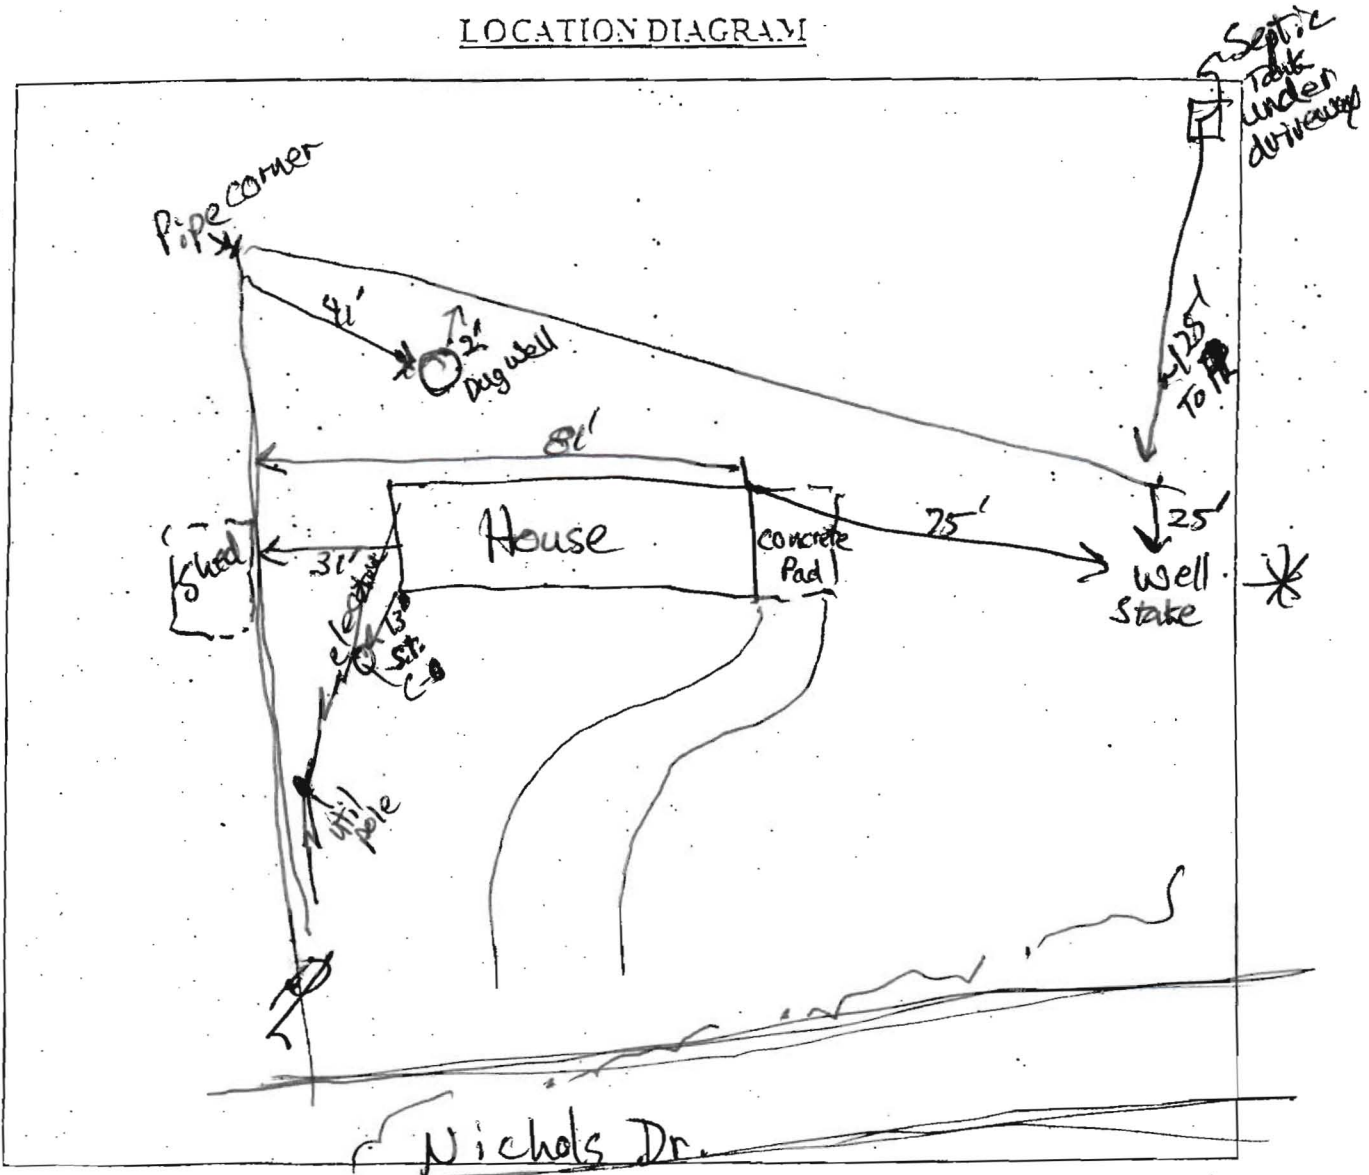 LOCATION DIAGRAM
Septic
Tank
under
driveway
Pipe corner
41'
2'
Dug well
~125'
To PL
81'
House
Concrete
Pad
75'
25'
Well
Stake
Shed
31'
electric
13'
util
pole
Nichols Dr.